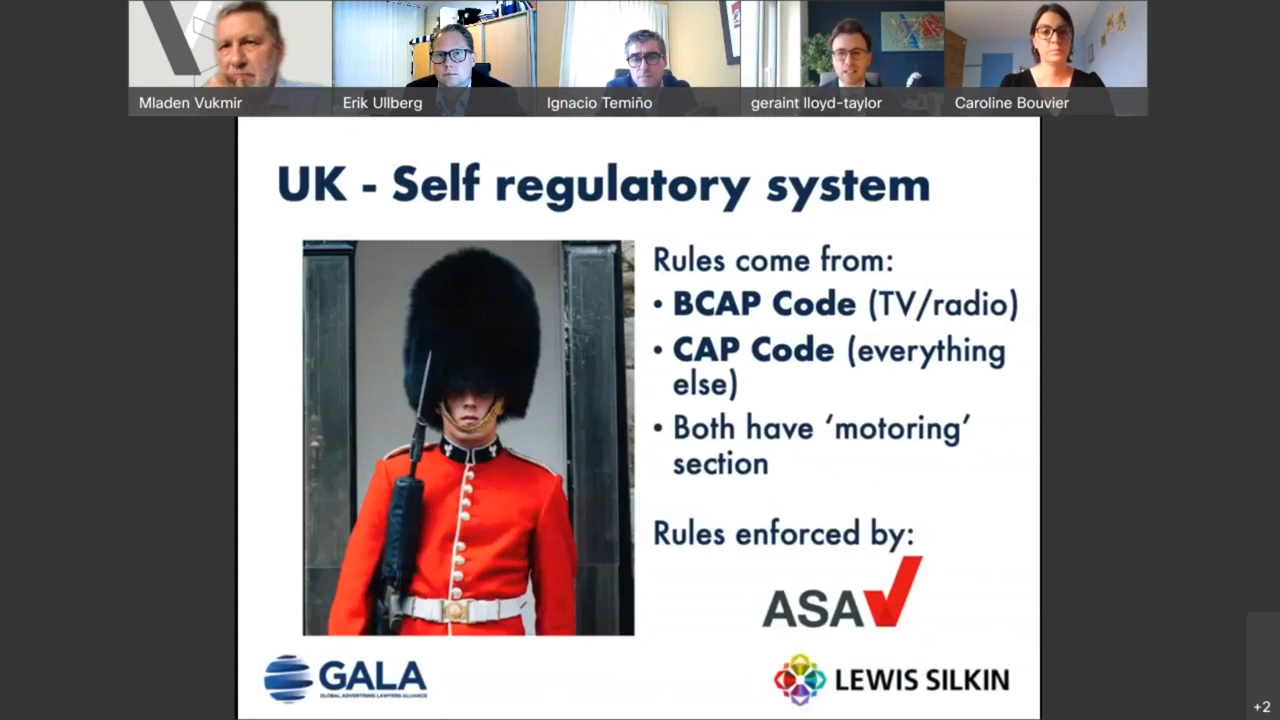 Mladen Vukmir
Erik Ullberg
Ignacio Temiño
geraint lloyd-taylor
Caroline Bouvier
UK - Self regulatory system
Rules come from:
• BCAP Code (TV/radio)
• CAP Code (everything
else)
• Both have ‘motoring’
section
Rules enforced by:
ASA
GALA
GLOBAL ADVERTISING LAWYERS ALLIANCE
LEWIS SILKIN
+2